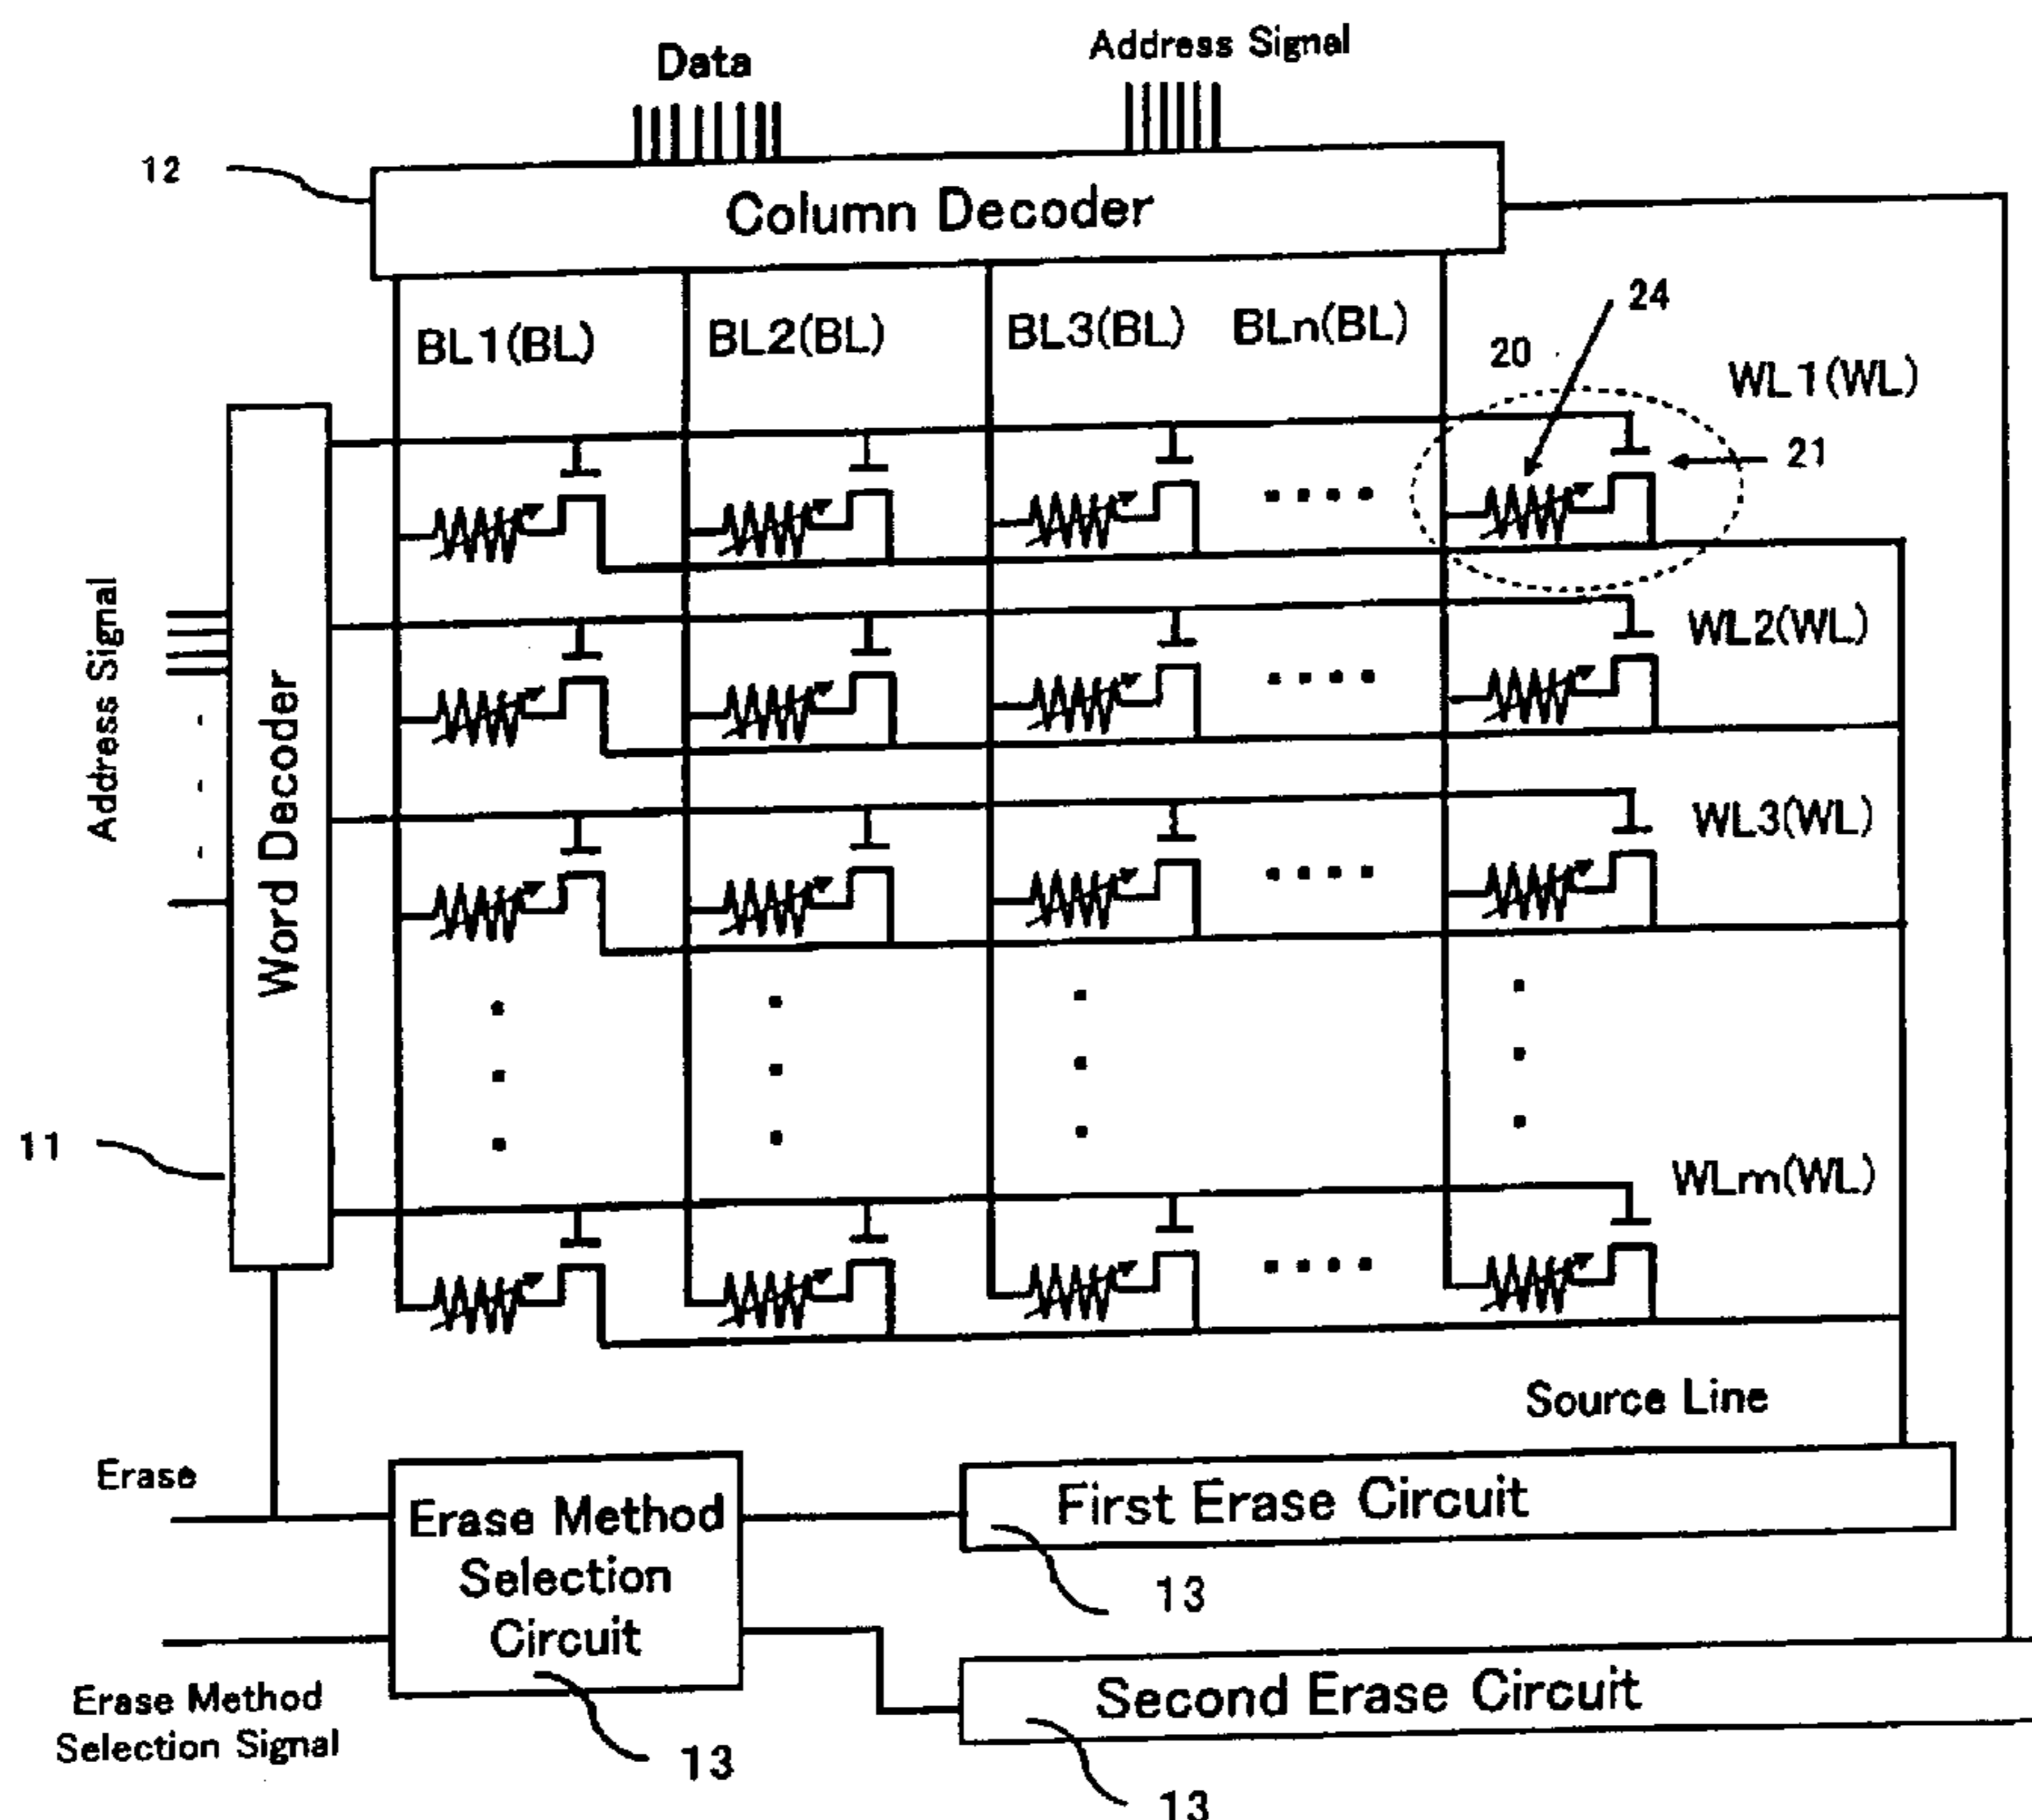 Data
Address Signal
12
Column Decoder
BL1(BL)
BL2(BL)
BL3(BL)
BLn(BL)
24
20
WL1(WL)
21
WL2(WL)
WL3(WL)
Address Signal
Word Decoder
11
WLm(WL)
Source Line
Erase
Erase Method
Selection
Circuit
First Erase Circuit
13
Erase Method
Selection Signal
13
Second Erase Circuit
13